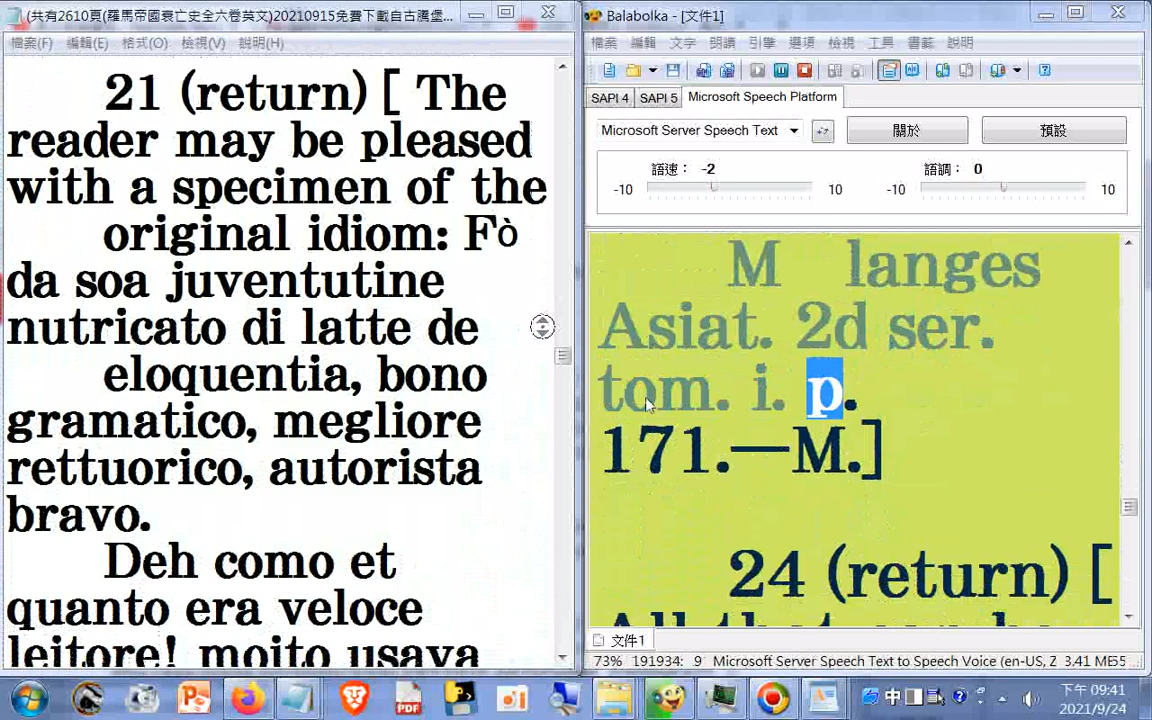 (共有2610頁(羅馬帝國衰亡史全六卷英文)20210915免費下載自古騰堡...
檔案(F) 編輯(E) 格式(O) 檢視(V) 說明(H)
21 (return) [ The
reader may be pleased
with a specimen of the
original idiom: Fò
da soa juventutine
nutricato di latte de
eloquentia, bono
gramatico, megliore
rettuorico, autorista
bravo.
Deh como et
quanto era veloce
leitore! moito usava
Balabolka - [文件1]
檔案 編輯 文字 朗讀 引擎 選項 檢視 工具 書籤 說明
SAPI 4 SAPI 5 Microsoft Speech Platform
Microsoft Server Speech Text 關於 預設
語速： -2 語調： 0
-10 10 -10 10
M langes
Asiat. 2d ser.
tom. i. p.
171.—M.]
24 (return) [
All that can be
文件1
73% 191934: 9 Microsoft Server Speech Text to Speech Voice (en-US, Z 3.41 ME55
PDF 中 下午 09:41
2021/9/24